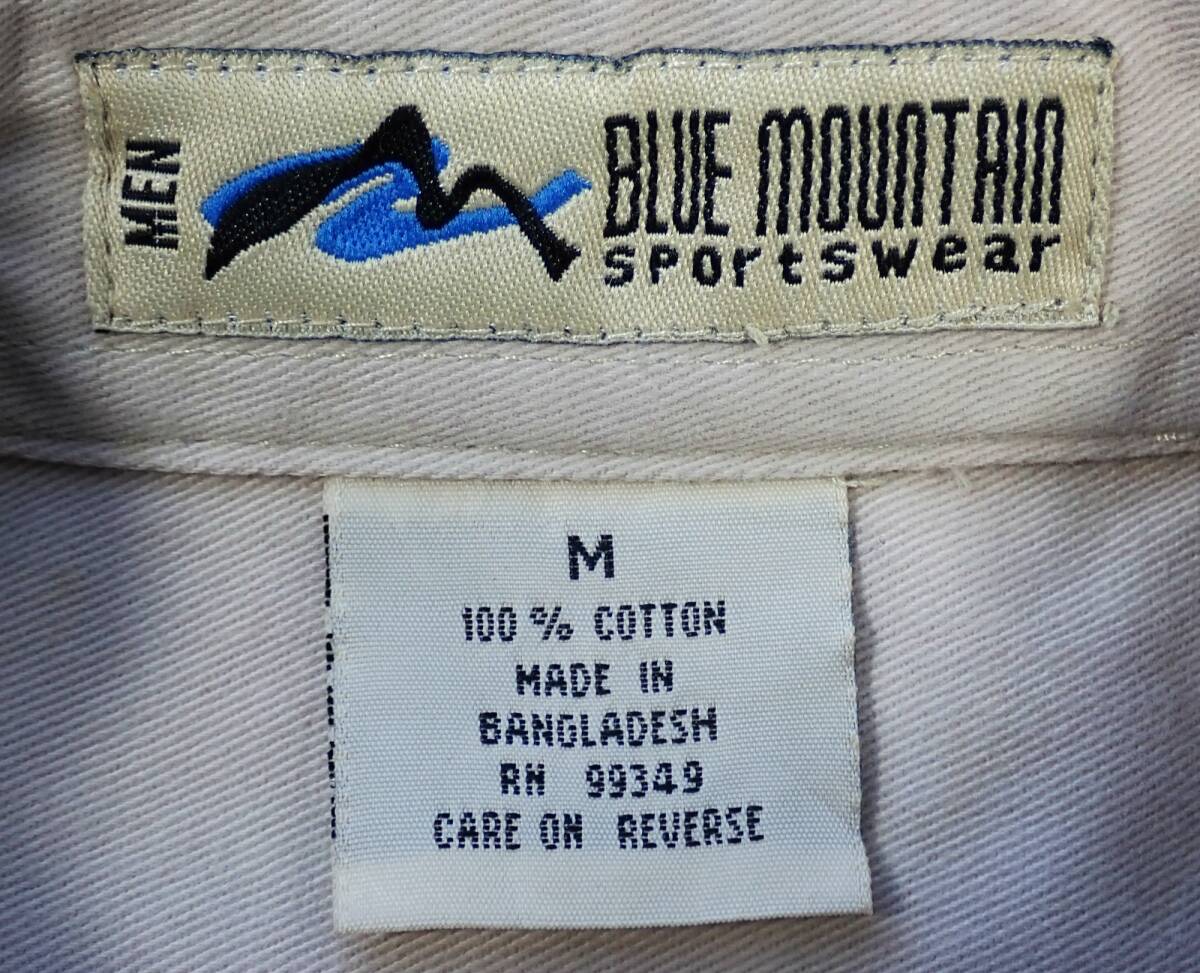 MEN
BLUE MOUNTAIN
sportswear
M
100 % COTTON
MADE IN
BANGLADESH
RN 99349
CARE ON REVERSE